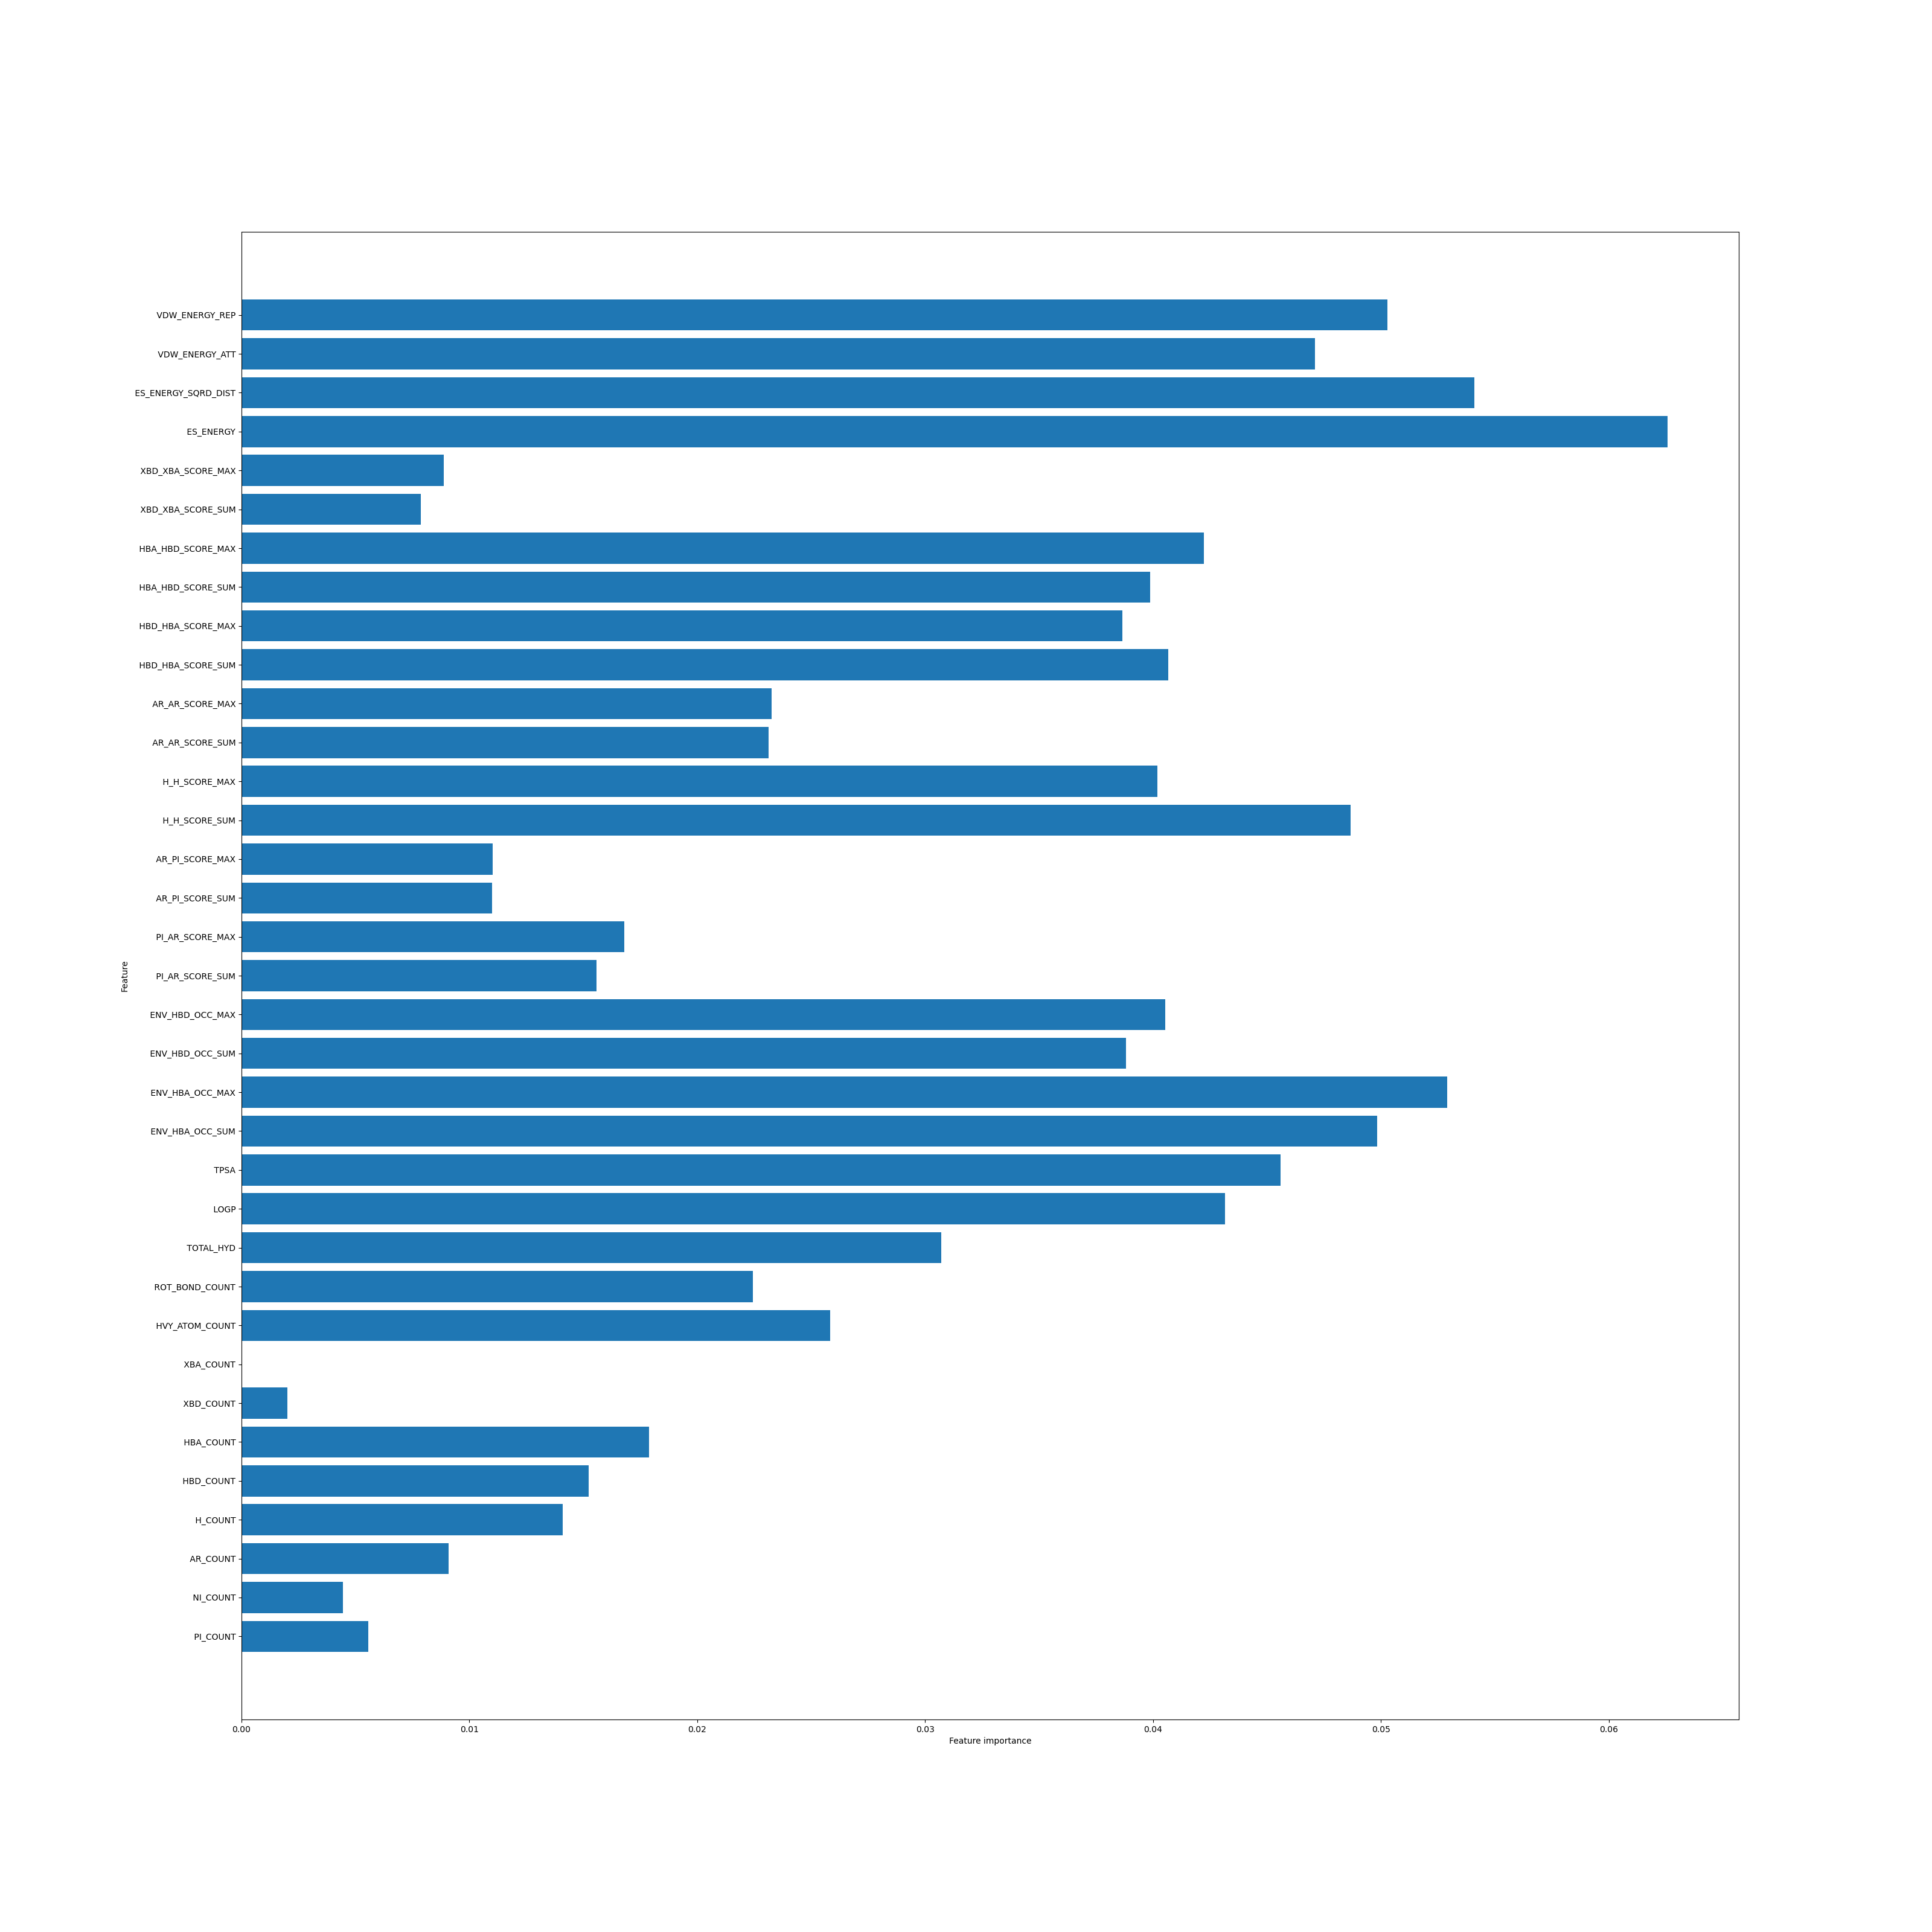 VDW_ENERGY_REP
VDW_ENERGY_ATT
ES_ENERGY_SQRD_DIST
ES_ENERGY
XBD_XBA_SCORE_MAX
XBD_XBA_SCORE_SUM
HBA_HBD_SCORE_MAX
HBA_HBD_SCORE_SUM
HBD_HBA_SCORE_MAX
HBD_HBA_SCORE_SUM
AR_AR_SCORE_MAX
AR_AR_SCORE_SUM
H_H_SCORE_MAX
H_H_SCORE_SUM
AR_PI_SCORE_MAX
AR_PI_SCORE_SUM
PI_AR_SCORE_MAX
PI_AR_SCORE_SUM
ENV_HBD_OCC_MAX
ENV_HBD_OCC_SUM
ENV_HBA_OCC_MAX
ENV_HBA_OCC_SUM
TPSA
LOGP
TOTAL_HYD
ROT_BOND_COUNT
HVY_ATOM_COUNT
XBA_COUNT
XBD_COUNT
HBA_COUNT
HBD_COUNT
H_COUNT
AR_COUNT
NI_COUNT
PI_COUNT
Feature
0.00 0.01 0.02 0.03 0.04 0.05 0.06
Feature importance